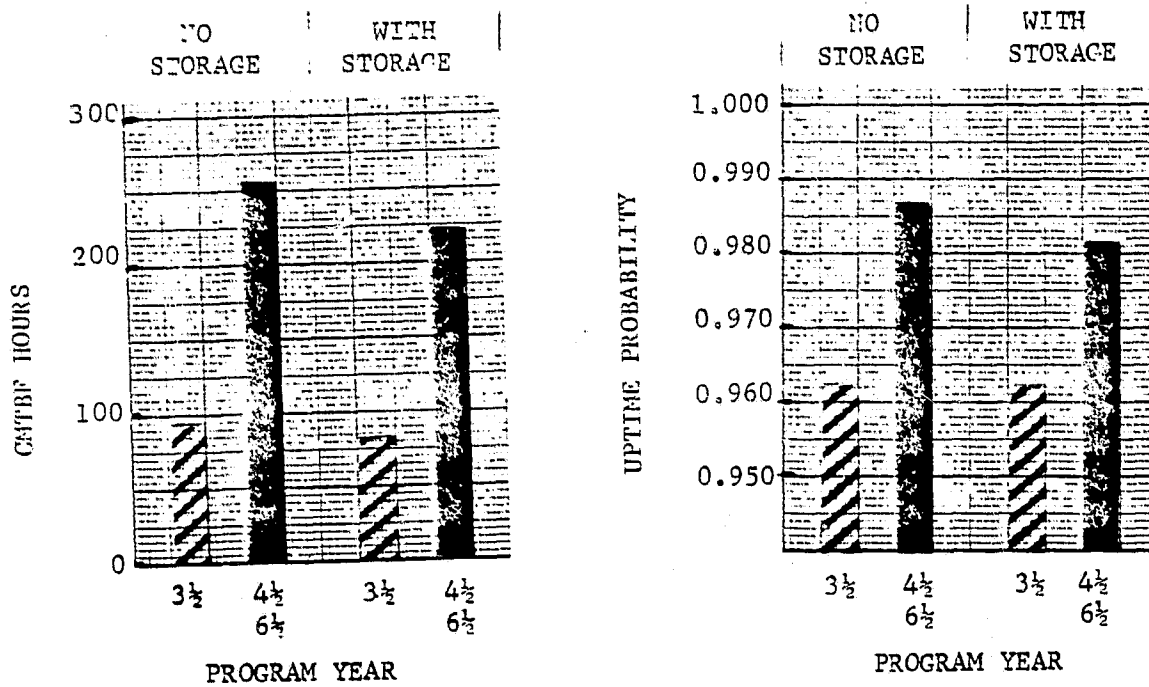 NO
STORAGE
WITH
STORAGE
300
200
100
0
CMTBF HOURS
3½
4½
6½
3½
4½
6½
PROGRAM YEAR
NO
STORAGE
WITH
STORAGE
1.000
0.990
0.980
0.970
0.960
0.950
UPTIME PROBABILITY
3½
4½
6½
3½
4½
6½
PROGRAM YEAR